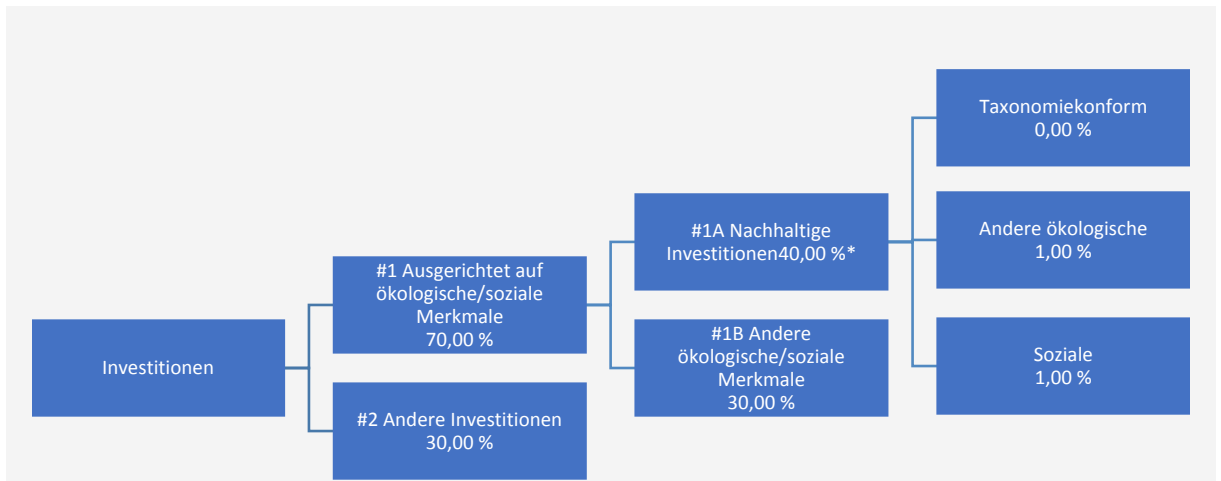 Investitionen
#1 Ausgerichtet auf
ökologische/soziale
Merkmale
70,00 %
#2 Andere Investitionen
30,00 %
#1A Nachhaltige
Investitionen40,00 %*
#1B Andere
ökologische/soziale
Merkmale
30,00 %
Taxonomiekonform
0,00 %
Andere ökologische
1,00 %
Soziale
1,00 %